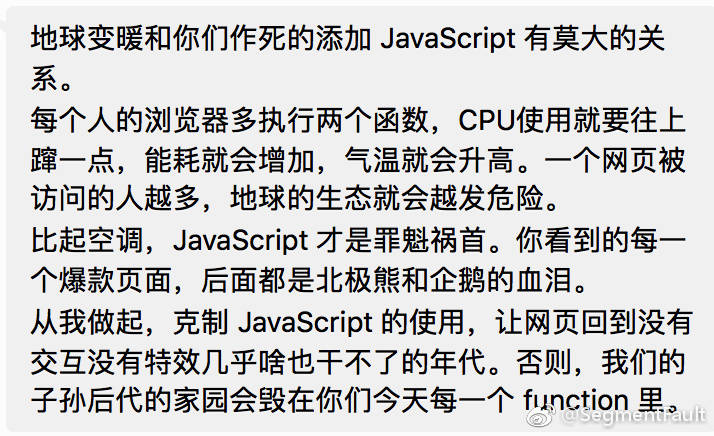 地球变暖和你们作死的添加 JavaScript 有莫大的关
系。
每个人的浏览器多执行两个函数，CPU使用就要往上
蹿一点，能耗就会增加，气温就会升高。一个网页被
访问的人越多，地球的生态就会越发危险。
比起空调，JavaScript 才是罪魁祸首。你看到的每一
个爆款页面，后面都是北极熊和企鹅的血泪。
从我做起，克制 JavaScript 的使用，让网页回到没有
交互没有特效几乎啥也干不了的年代。否则，我们的
子孙后代的家园会毁在你们今天每一个 function 里。
@SegmentFault